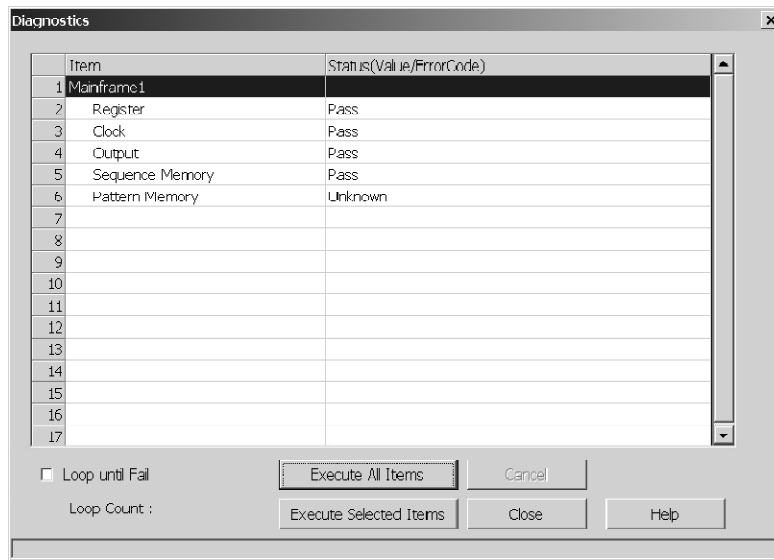 Diagnostics
Item Status(Value/ErrorCode)
1 Mainframe1
2 Register Pass
3 Clock Pass
4 Output Pass
5 Sequence Memory Pass
6 Pattern Memory Unknown
7
8
9
10
11
12
13
14
15
16
17
Loop until Fail Execute All Items Cancel
Loop Count : Execute Selected Items Close Help